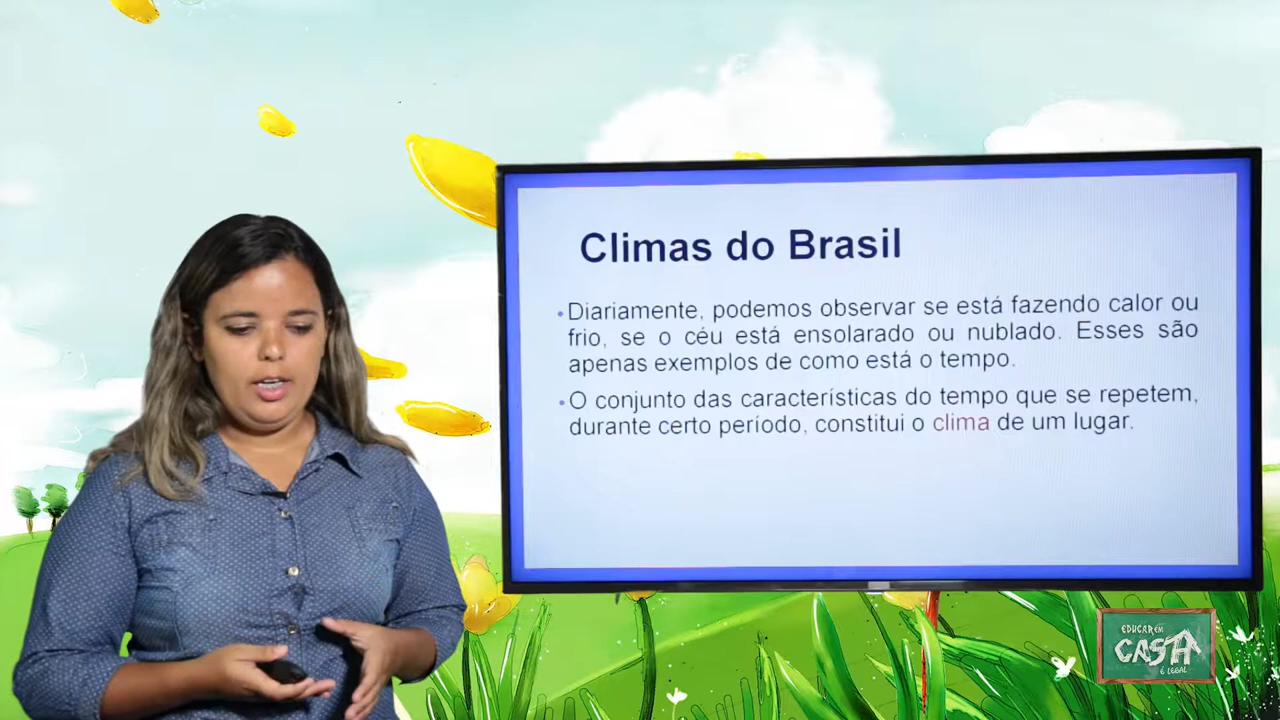 Climas do Brasil
• Diariamente, podemos observar se está fazendo calor ou
frio, se o céu está ensolarado ou nublado. Esses são
apenas exemplos de como está o tempo.
• O conjunto das características do tempo que se repetem,
durante certo período, constitui o clima de um lugar.
EDUCAR EM
CASA
É LEGAL